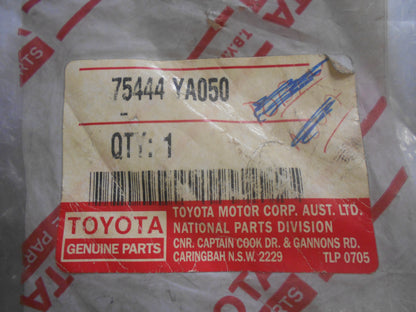 75444 YA050
-
QTY: 1
TOYOTA
GENUINE PARTS
TOYOTA MOTOR CORP. AUST. LTD.
NATIONAL PARTS DIVISION
CNR. CAPTAIN COOK DR. & GANNONS RD.
CARINGBAH N.S.W. 2229 TLP 0705